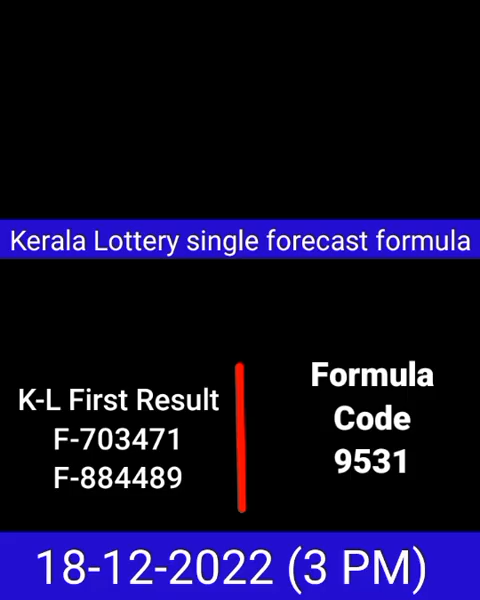 Kerala Lottery single forecast formula
K-L First Result
F-703471
F-884489
Formula
Code
9531
18-12-2022 (3 PM)